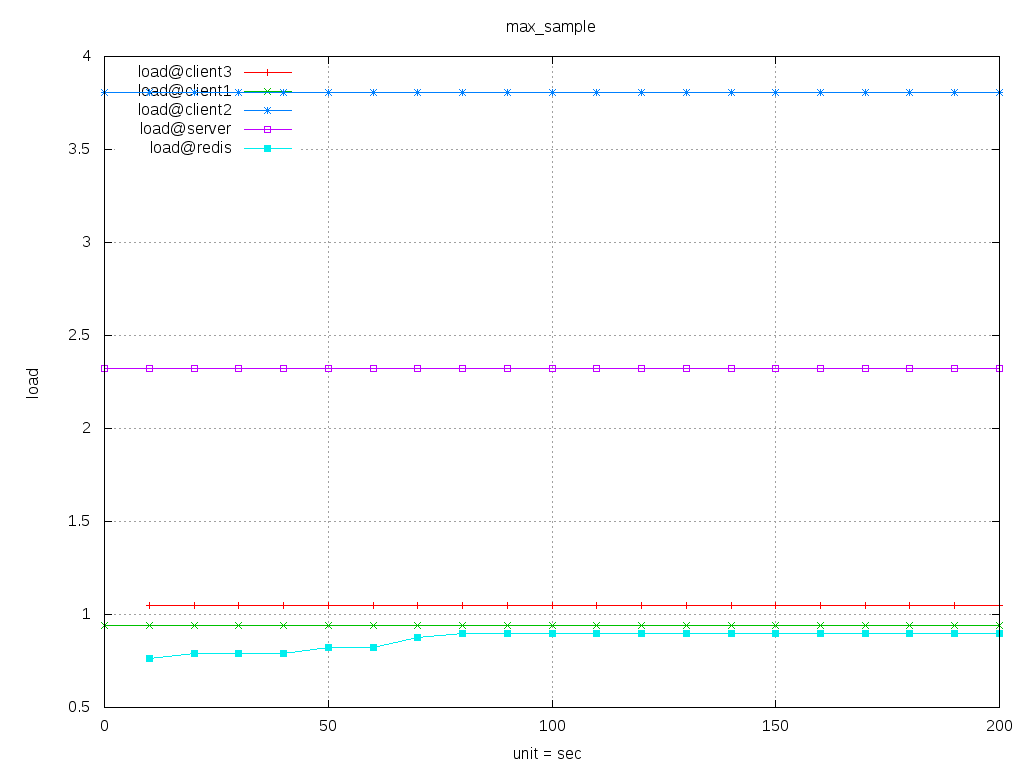 max_sample
4
3.5
3
2.5
2
1.5
1
0.5
load
load@client3
load@client1
load@client2
load@server
load@redis
0 50 100 150 200
unit = sec